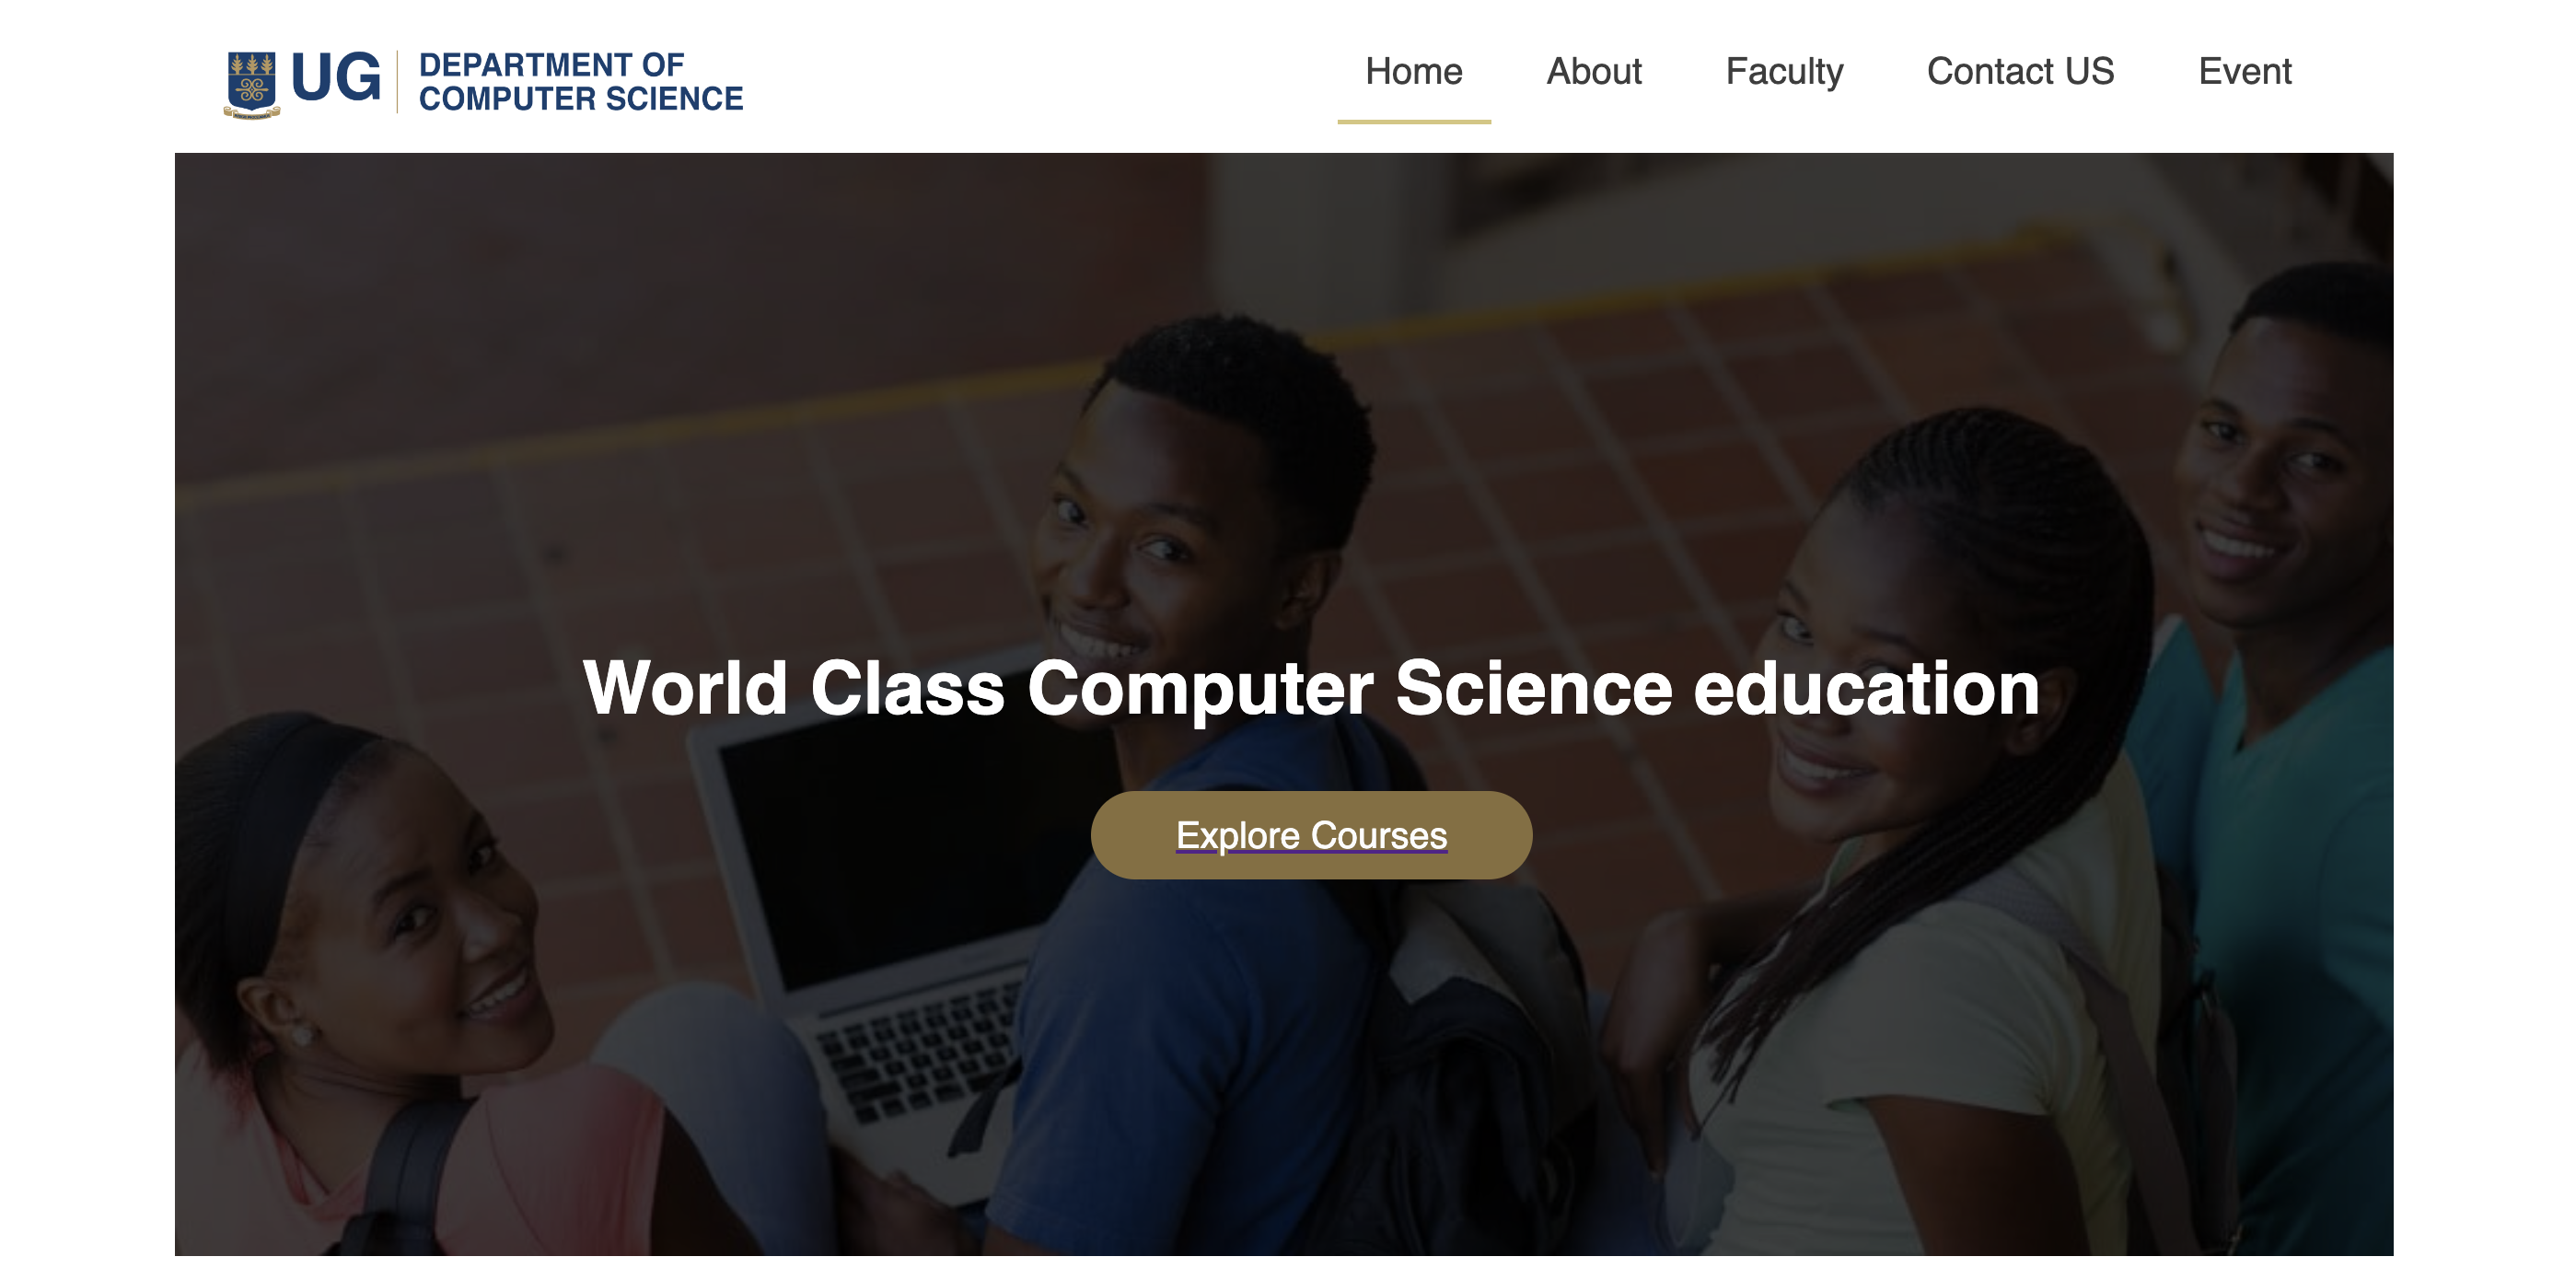 UG
DEPARTMENT OF
COMPUTER SCIENCE
Home About Faculty Contact US Event
World Class Computer Science education
Explore Courses